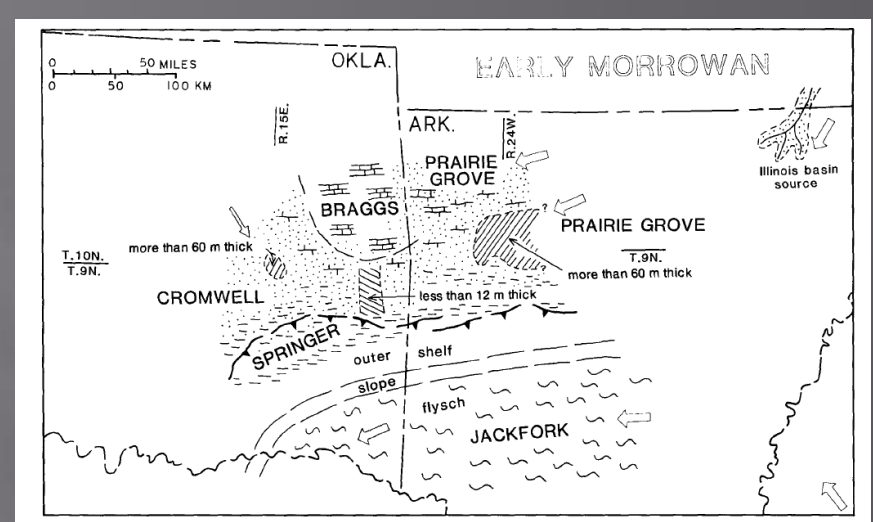 OKLA.
EARLY MORROWAN
0 50 MILES
0 50 100 KM
R.15E.
ARK.
R.24W.
PRAIRIE
GROVE
Illinois basin
source
BRAGGS
?
PRAIRIE GROVE
more than 60 m thick
T.10N.
T.9N.
T.9N.
more than 60 m thick
CROMWELL
less than 12 m thick
SPRINGER
outer shelf
slope
flysch
JACKFORK